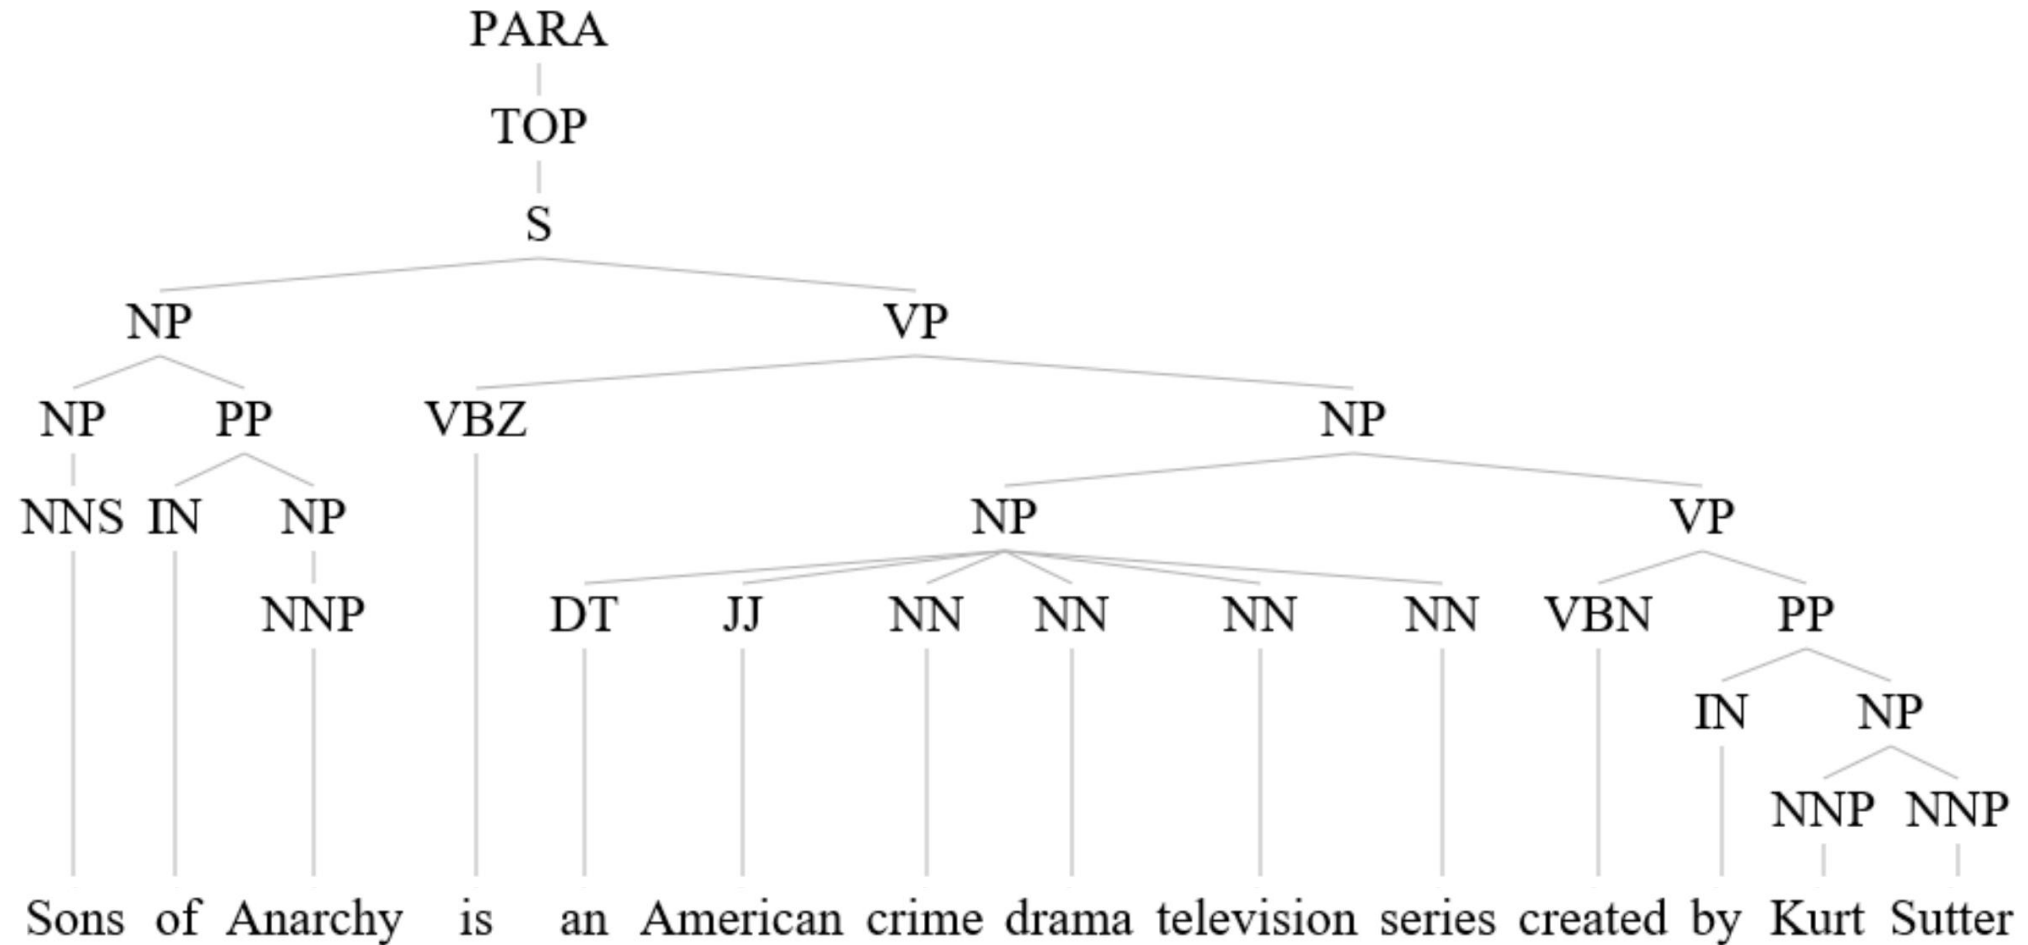 PARA
TOP
S
NP VP
NP PP VBZ NP
NNS IN NP NP VP
NNP DT JJ NN NN NN NN VBN PP
IN NP
NNP NNP
Sons of Anarchy is an American crime drama television series created by Kurt Sutter